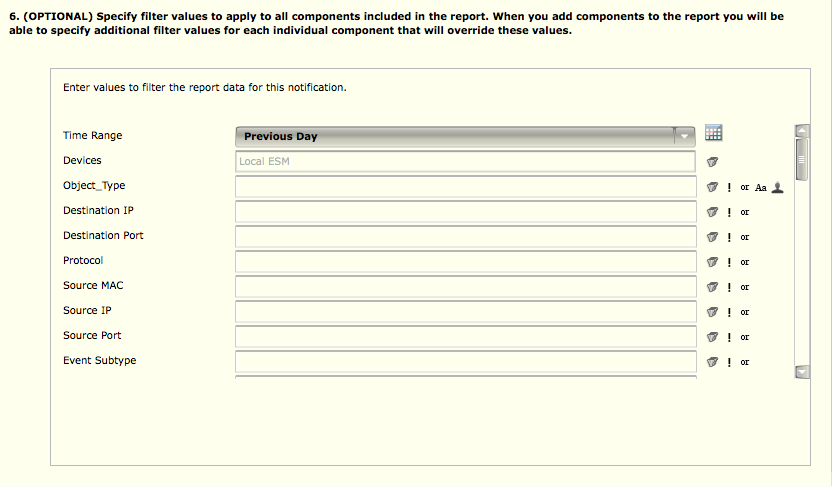 6. (OPTIONAL) Specify filter values to apply to all components included in the report. When you add components to the report you will be
able to specify additional filter values for each individual component that will override these values.
Enter values to filter the report data for this notification.
Time Range Previous Day
Devices Local ESM
Object_Type ! or Aa
Destination IP ! or
Destination Port ! or
Protocol ! or
Source MAC ! or
Source IP ! or
Source Port ! or
Event Subtype ! or